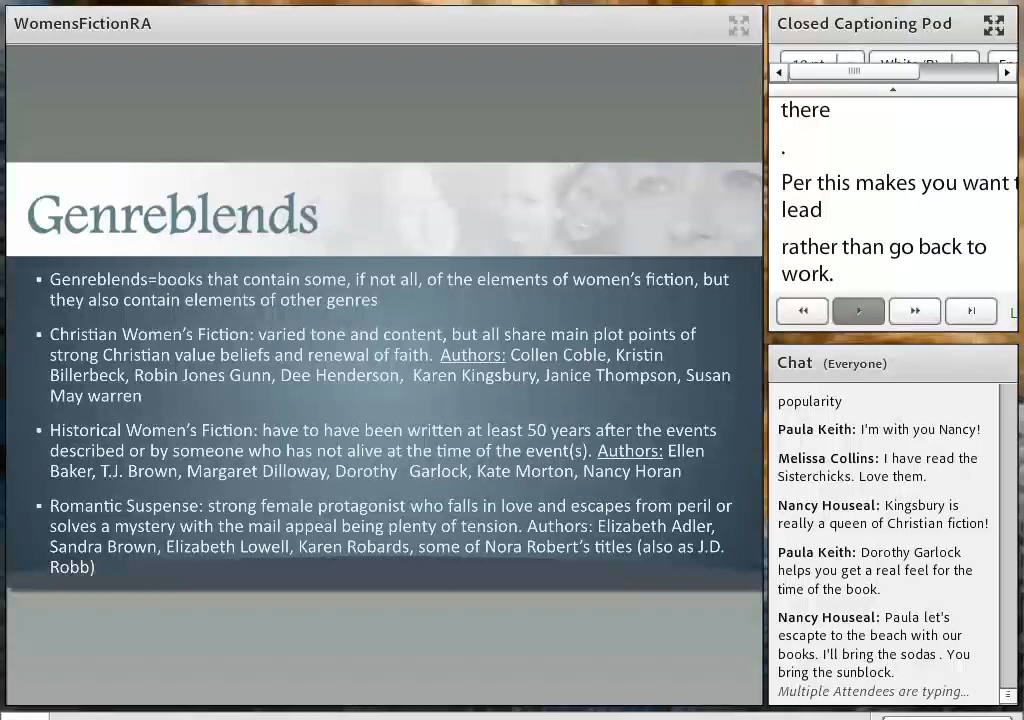 WomensFictionRA
Genreblends
▪ Genreblends=books that contain some, if not all, of the elements of women's fiction, but
they also contain elements of other genres
▪ Christian Women's Fiction: varied tone and content, but all share main plot points of
strong Christian value beliefs and renewal of faith. Authors: Collen Coble, Kristin
Billerbeck, Robin Jones Gunn, Dee Henderson, Karen Kingsbury, Janice Thompson, Susan
May warren
▪ Historical Women's Fiction: have to have been written at least 50 years after the events
described or by someone who has not alive at the time of the event(s). Authors: Ellen
Baker, T.J. Brown, Margaret Dilloway, Dorothy Garlock, Kate Morton, Nancy Horan
▪ Romantic Suspense: strong female protagonist who falls in love and escapes from peril or
solves a mystery with the mail appeal being plenty of tension. Authors: Elizabeth Adler,
Sandra Brown, Elizabeth Lowell, Karen Robards, some of Nora Robert's titles (also as J.D.
Robb)
Closed Captioning Pod
there
.
Per this makes you want
lead
rather than go back to
work.
Chat (Everyone)
popularity
Paula Keith: I'm with you Nancy!
Melissa Collins: I have read the
Sisterchicks. Love them.
Nancy Houseal: Kingsbury is
really a queen of Christian fiction!
Paula Keith: Dorothy Garlock
helps you get a real feel for the
time of the book.
Nancy Houseal: Paula let's
escapte to the beach with our
books. I'll bring the sodas . You
bring the sunblock.
Multiple Attendees are typing...